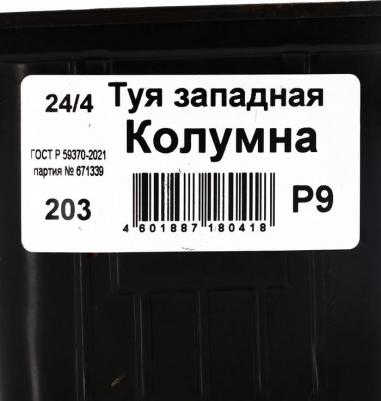 24/4 Туя западная
Колумна
ГОСТ Р 59370-2021
партия № 671339
203
P9
4 601887 180418